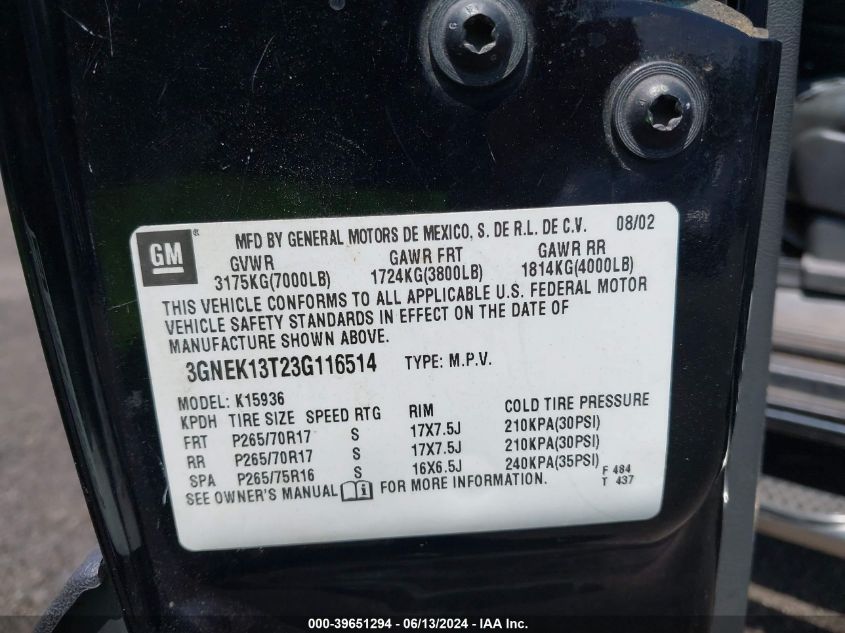 GM ® MFD BY GENERAL MOTORS DE MEXICO, S. DE R.L. DE C.V. 08/02
GVWR GAWR FRT GAWR RR
3175KG(7000LB) 1724KG(3800LB) 1814KG(4000LB)
THIS VEHICLE CONFORMS TO ALL APPLICABLE U.S. FEDERAL MOTOR
VEHICLE SAFETY STANDARDS IN EFFECT ON THE DATE OF
MANUFACTURE SHOWN ABOVE.
3GNEK13T23G116514 TYPE: M.P.V.
MODEL: K15936
KPDH TIRE SIZE SPEED RTG RIM COLD TIRE PRESSURE
FRT P265/70R17 S 17X7.5J 210KPA(30PSI)
RR P265/70R17 S 17X7.5J 210KPA(30PSI)
SPA P265/75R16 S 16X6.5J 240KPA(35PSI)
SEE OWNER'S MANUAL FOR MORE INFORMATION.
F 484
T 437
000-39651294 - 06/13/2024 - IAA Inc.